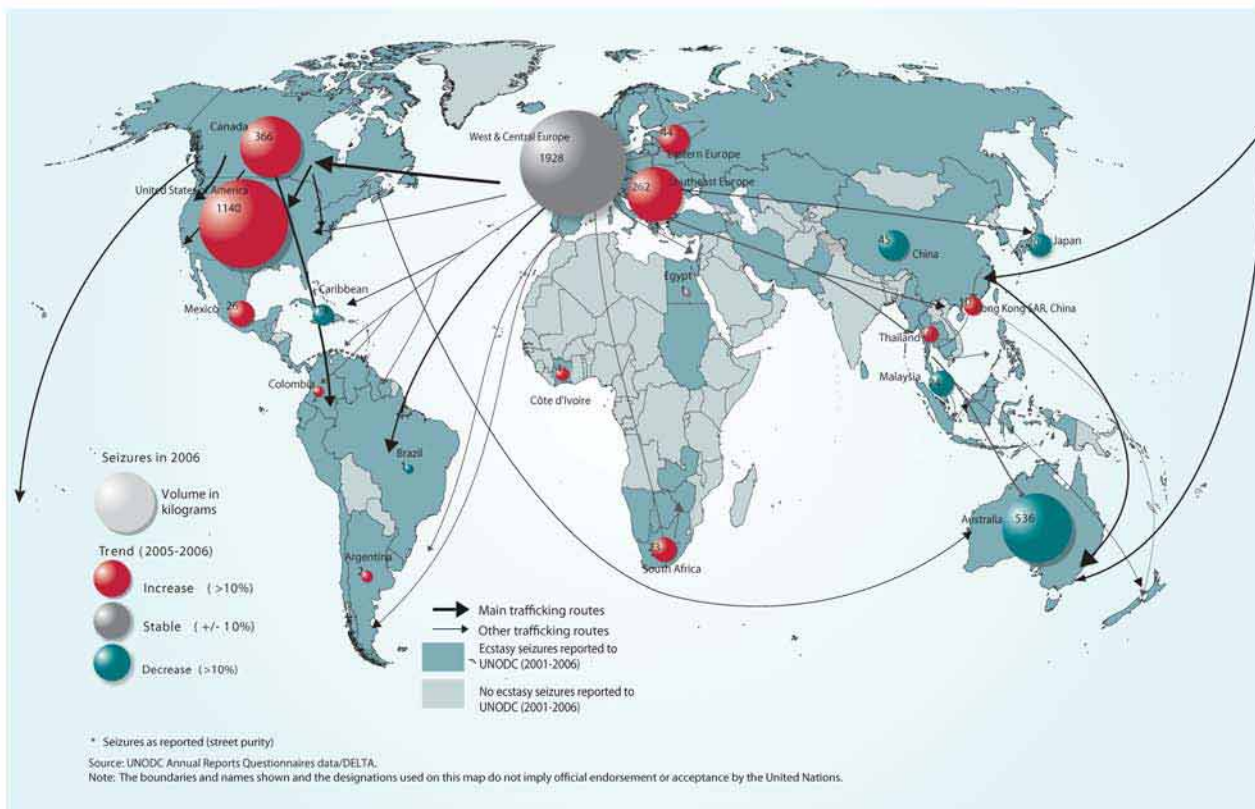 Canada
366
West & Central Europe
1928
44
Eastern Europe
262
Southeast Europe
United States of America
1140
45
China
Japan
Egypt
Mexico
26
Caribbean
Hong Kong SAR, China
Thailand
Malaysia
Colombia
Côte d'Ivoire
Brazil
1
Australia
536
Argentina
2
South Africa
Seizures in 2006
Volume in
kilograms
Trend (2005-2006)
Increase (>10%)
Stable (+/- 10%)
Decrease (>10%)
Main trafficking routes
Other trafficking routes
Ecstasy seizures reported to
UNODC (2001-2006)
No ecstasy seizures reported to
UNODC (2001-2006)
* Seizures as reported (street purity)
Source: UNODC Annual Reports Questionnaires data/DELTA.
Note: The boundaries and names shown and the designations used on this map do not imply official endorsement or acceptance by the United Nations.